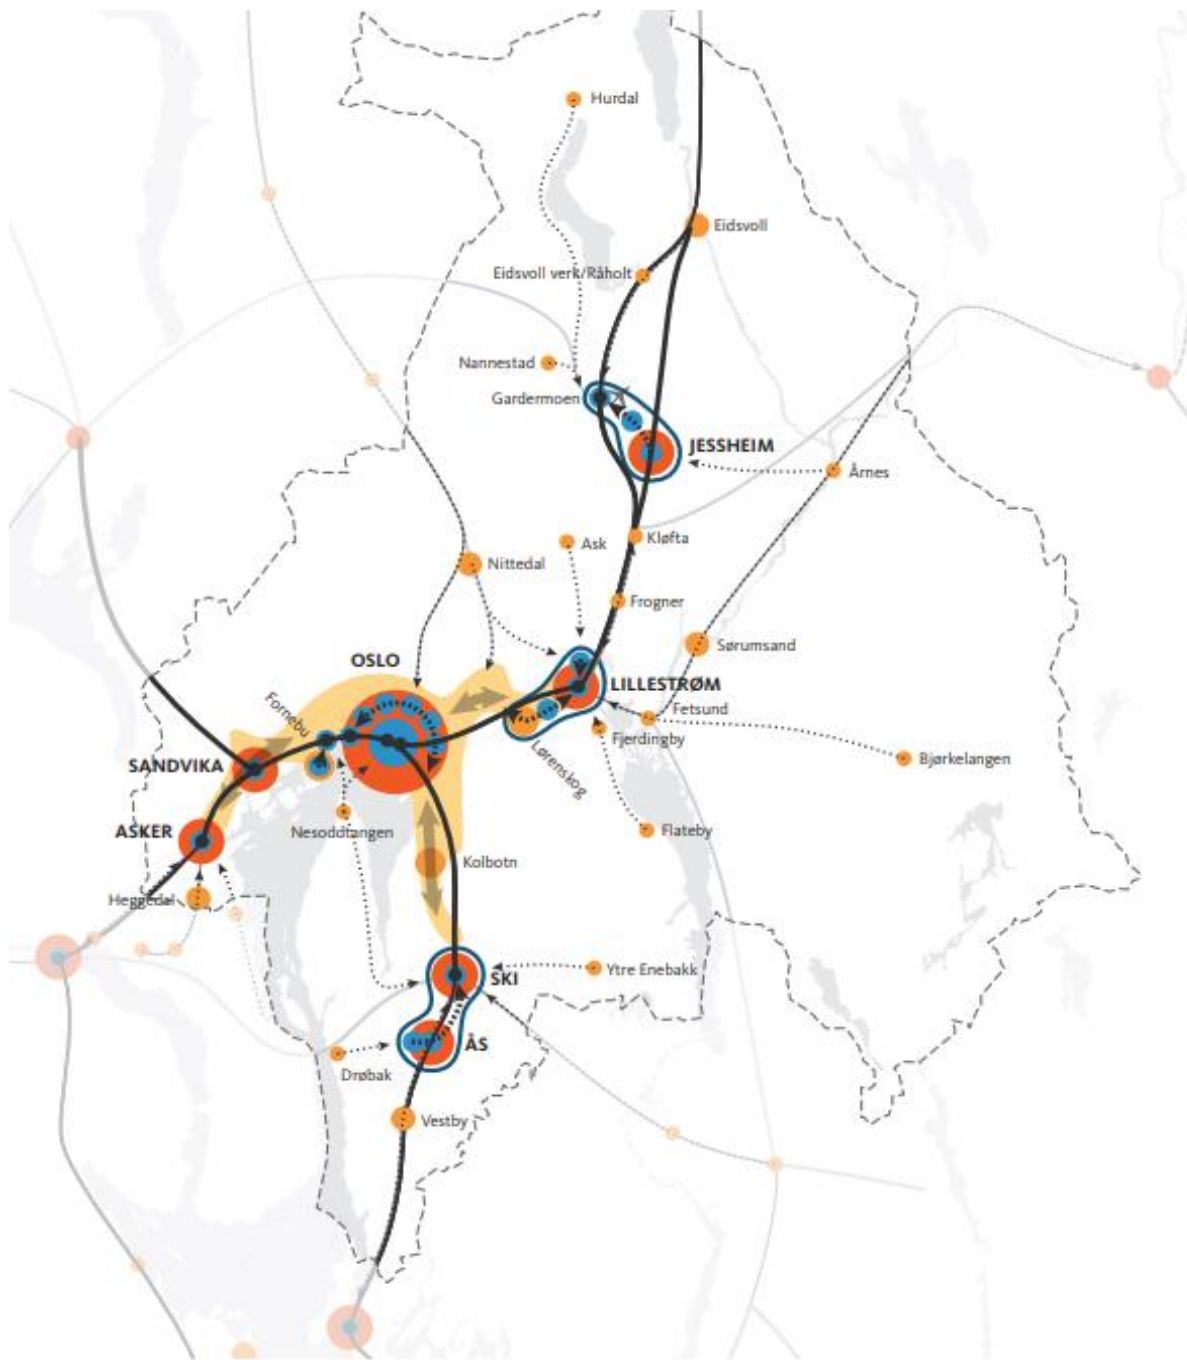 Hurdal
Eidsvoll
Eidsvoll verk/Råholt
Nannestad
Gardermoen
JESSHEIM
Årnes
Ask
Kløfta
Nittedal
Frogner
Sørumsand
OSLO
LILLESTRØM
Fetsund
Fornebu
Fjerdingby
Lørenskog
SANDVIKA
Bjørkelangen
ASKER
Nesoddtangen
Flateby
Kolbotn
Heggedal
Ytre Enebakk
SKI
ÅS
Drøbak
Vestby